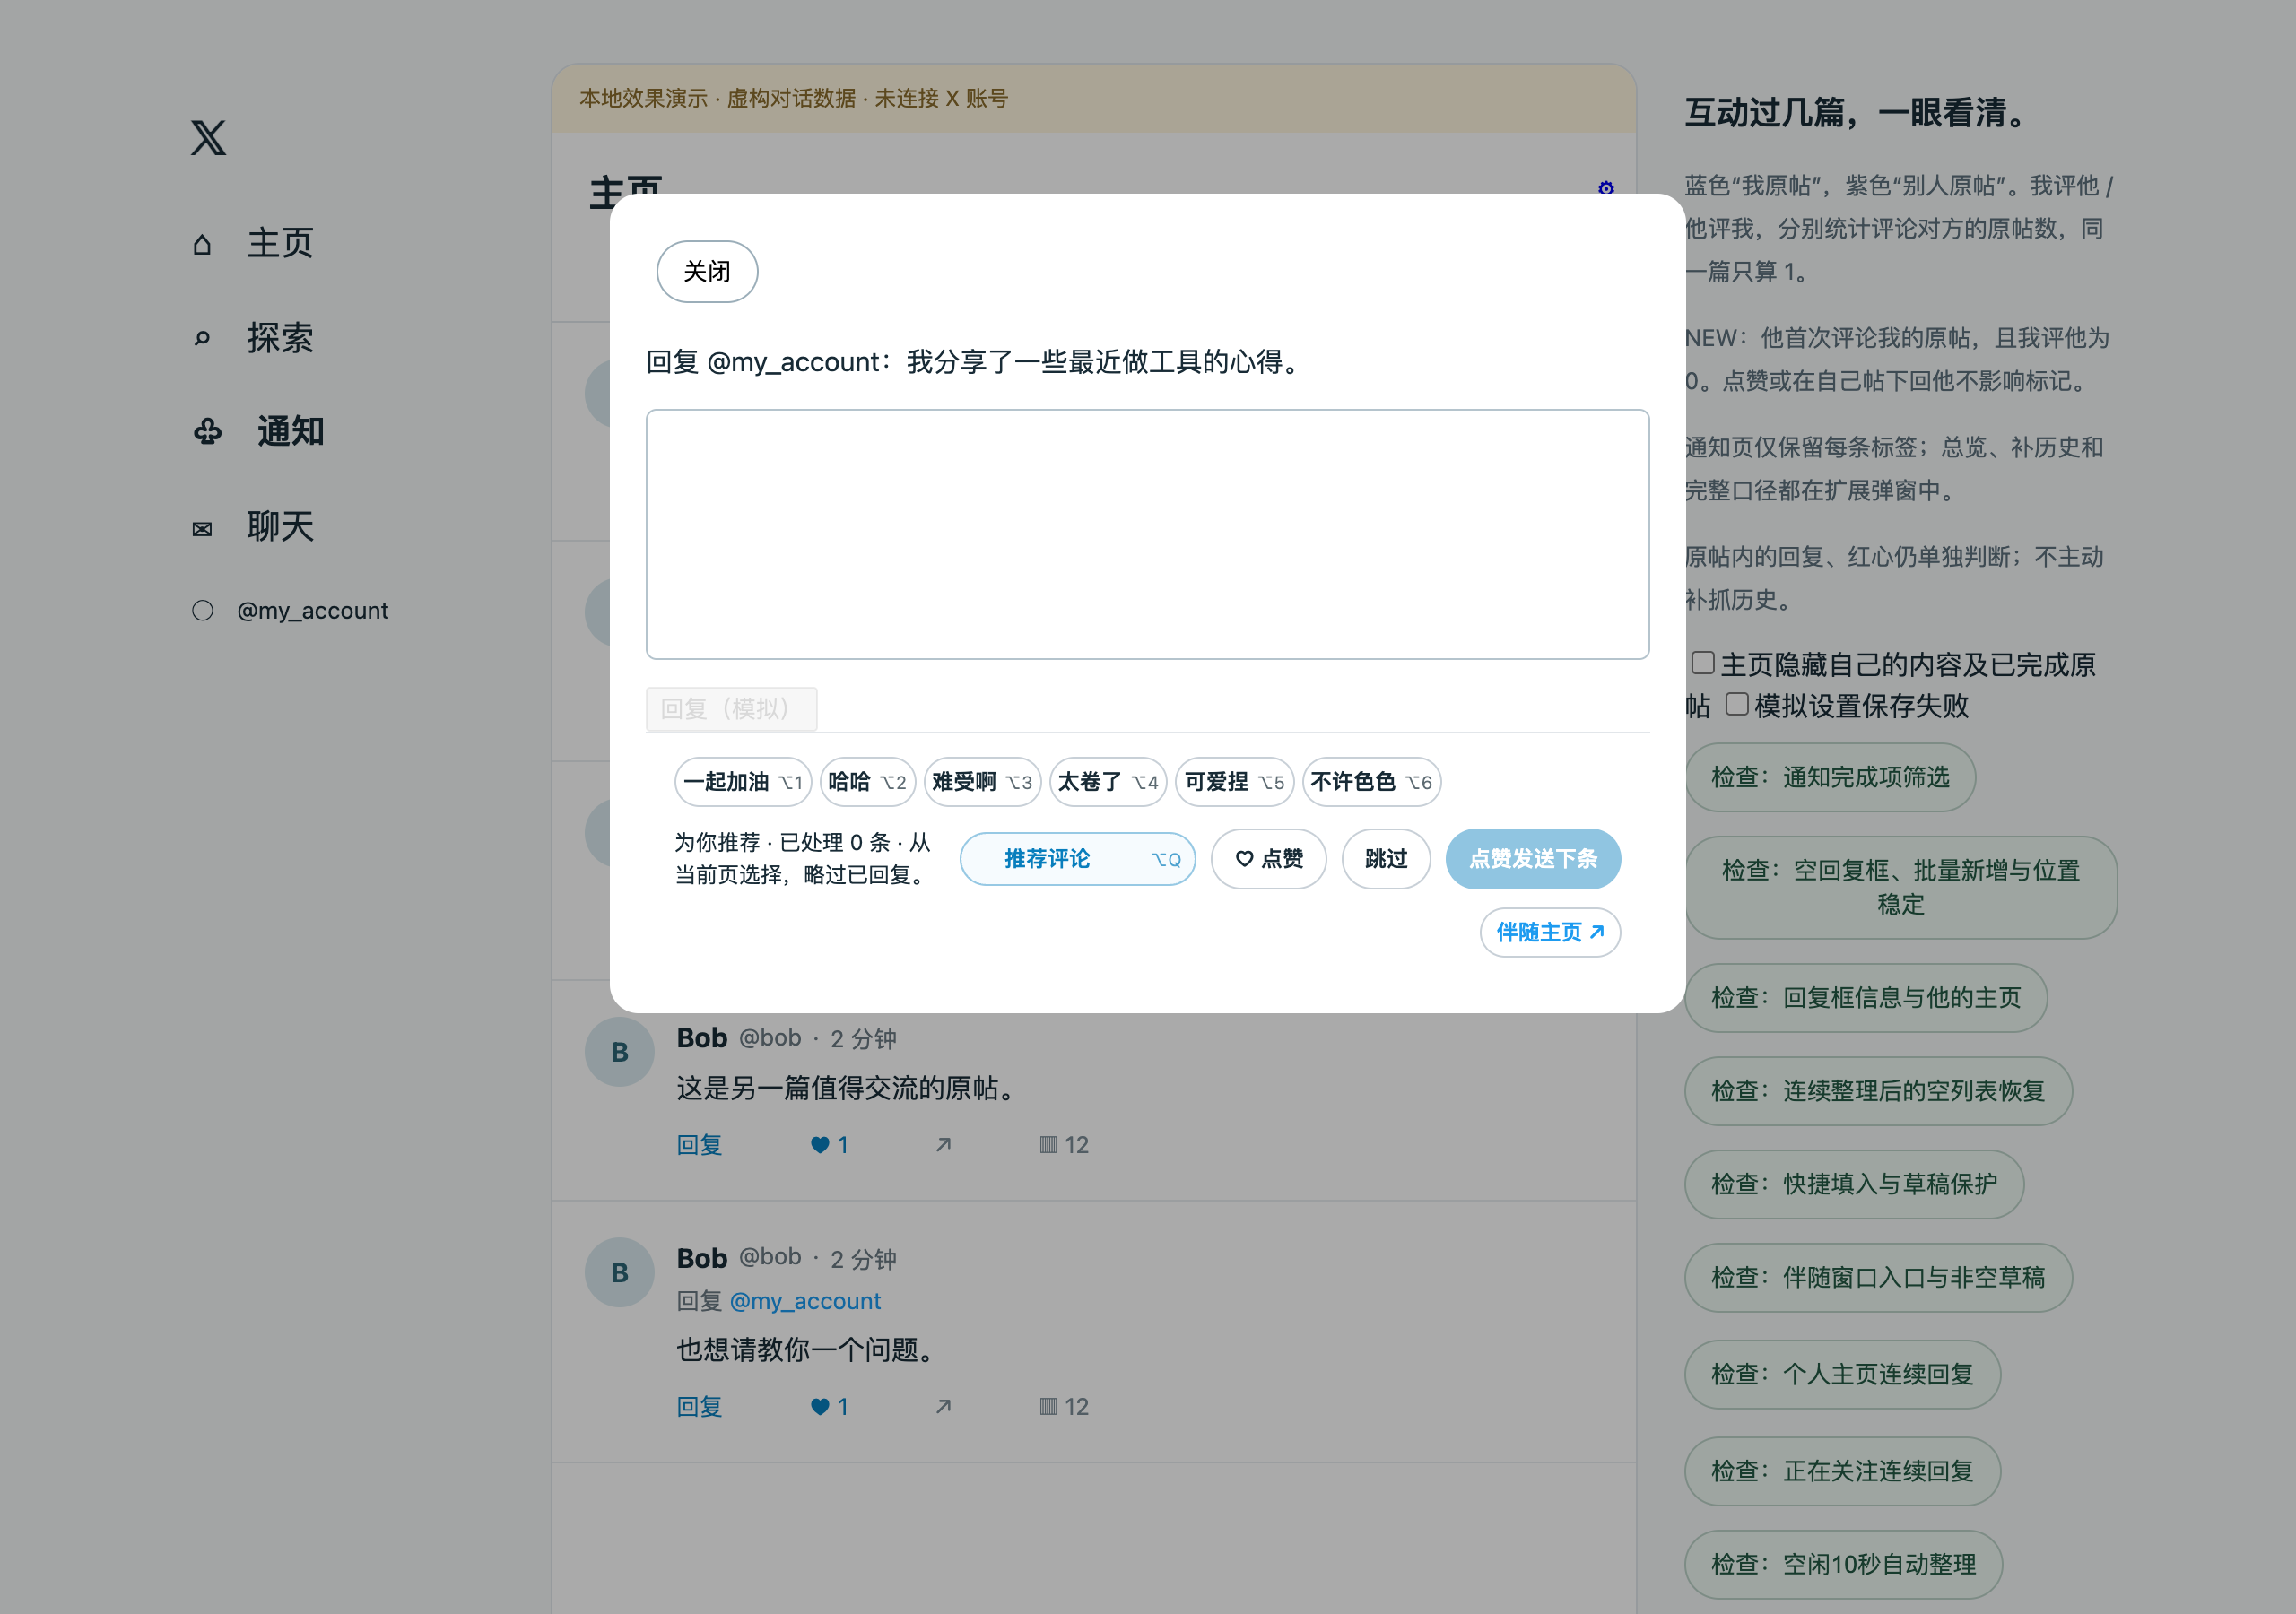 本地效果演示 · 虚构对话数据 · 未连接 X 账号
主页
探索
通知
聊天
@my_account
主页
关闭
回复 @my_account：我分享了一些最近做工具的心得。
回复（模拟）
一起加油 ⌥1 哈哈 ⌥2 难受啊 ⌥3 太卷了 ⌥4 可爱捏 ⌥5 不许色色 ⌥6
为你推荐 · 已处理 0 条 · 从
当前页选择，略过已回复。
推荐评论 ⌥Q ♡ 点赞 跳过 点赞发送下条
伴随主页 ↗
B
Bob @bob · 2 分钟
这是另一篇值得交流的原帖。
回复 ♥ 1 ↗ 12
B
Bob @bob · 2 分钟
回复 @my_account
也想请教你一个问题。
回复 ♥ 1 ↗ 12
互动过几篇，一眼看清。
蓝色“我原帖”，紫色“别人原帖”。我评他 /
他评我，分别统计评论对方的原帖数，同
一篇只算 1。
NEW：他首次评论我的原帖，且我评他为
0。点赞或在自己帖下回他不影响标记。
通知页仅保留每条标签；总览、补历史和
完整口径都在扩展弹窗中。
原帖内的回复、红心仍单独判断；不主动
补抓历史。
主页隐藏自己的内容及已完成原
帖 模拟设置保存失败
检查：通知完成项筛选
检查：空回复框、批量新增与位置
稳定
检查：回复框信息与他的主页
检查：连续整理后的空列表恢复
检查：快捷填入与草稿保护
检查：伴随窗口入口与非空草稿
检查：个人主页连续回复
检查：正在关注连续回复
检查：空闲10秒自动整理